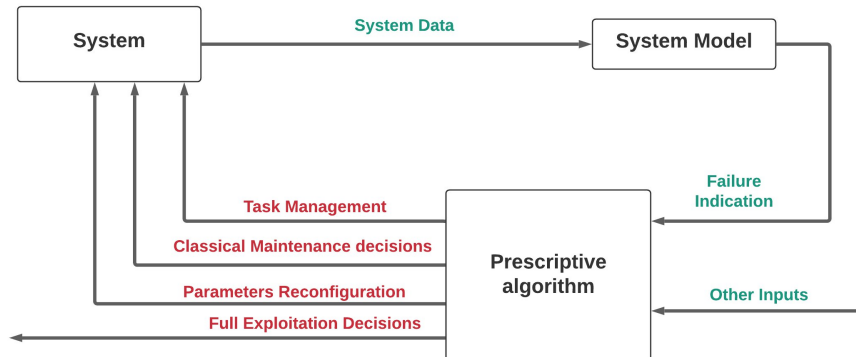 System
System Data
System Model
Failure
Indication
Task Management
Classical Maintenance decisions
Prescriptive
algorithm
Parameters Reconfiguration
Other Inputs
Full Exploitation Decisions